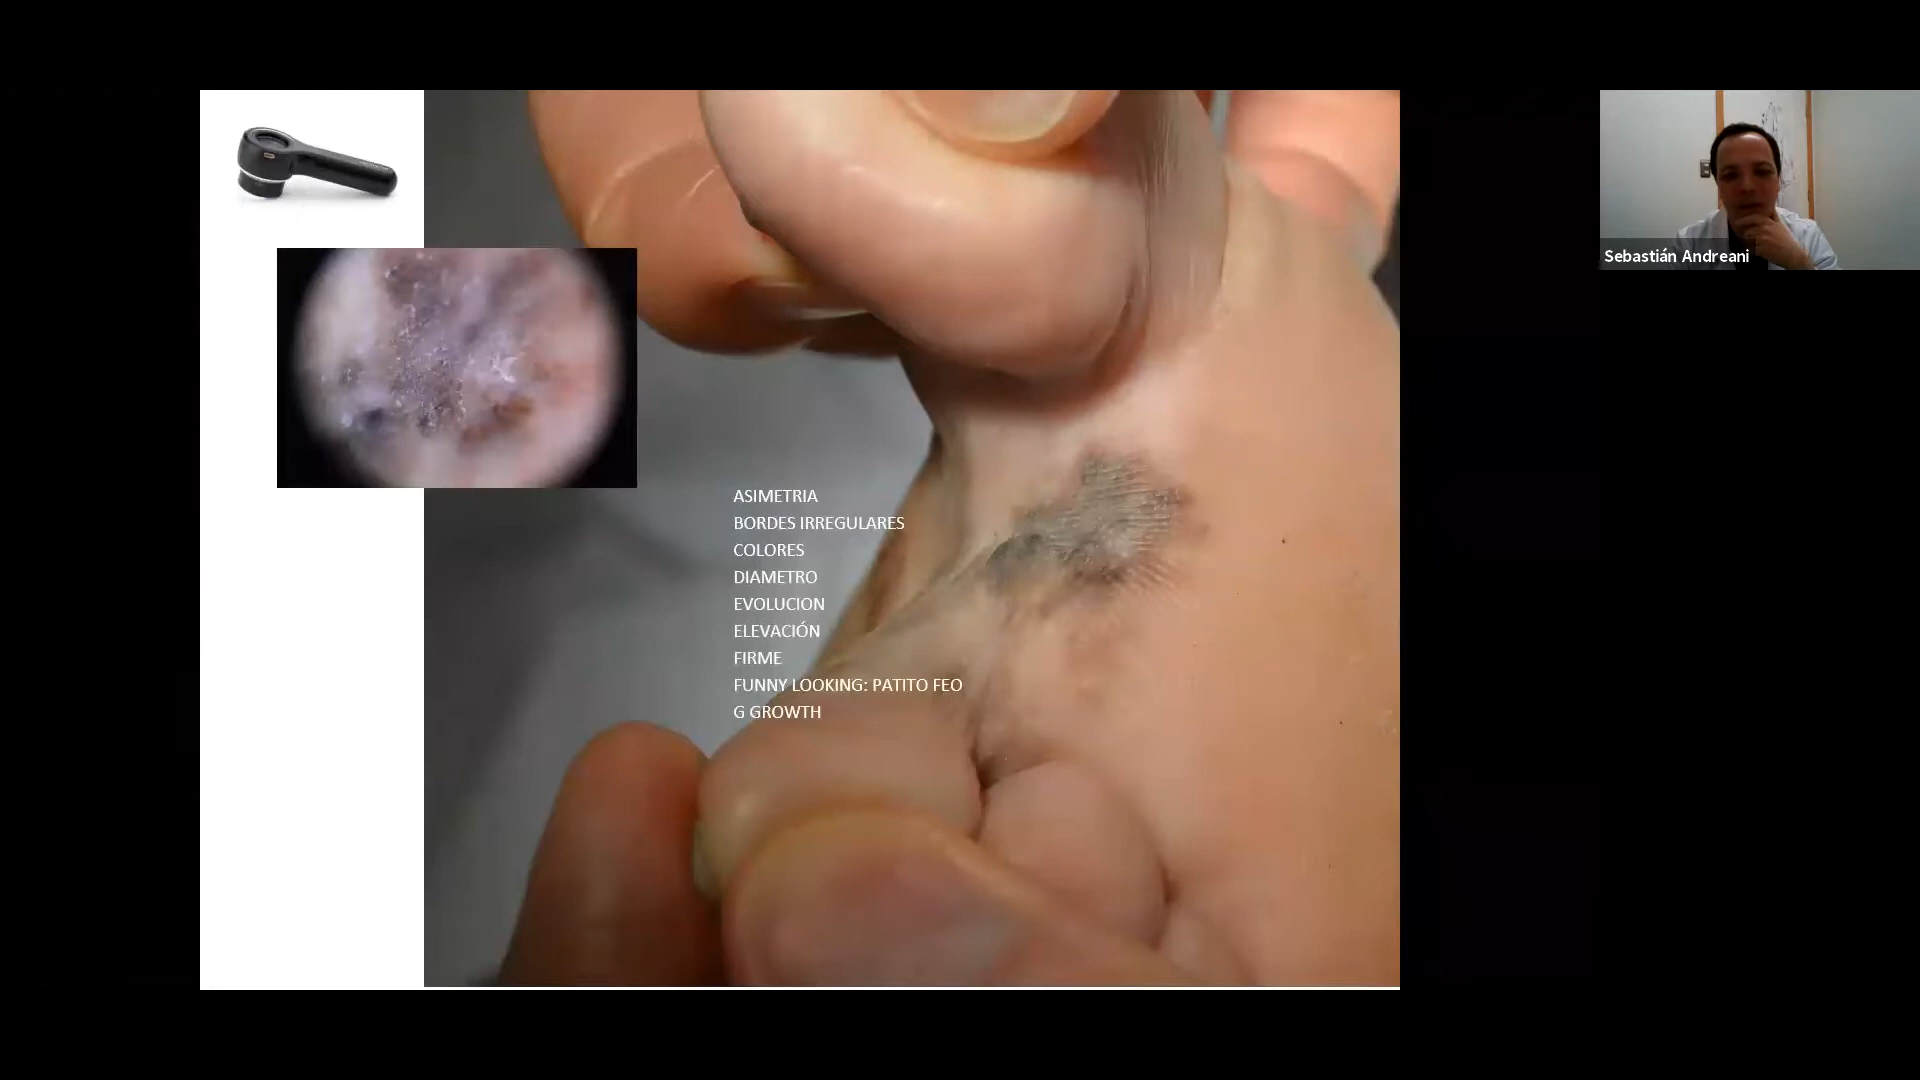 ASIMETRIA
BORDES IRREGULARES
COLORES
DIAMETRO
EVOLUCION
ELEVACIÓN
FIRME
FUNNY LOOKING: PATITO FEO
G GROWTH
Sebastián Andreani